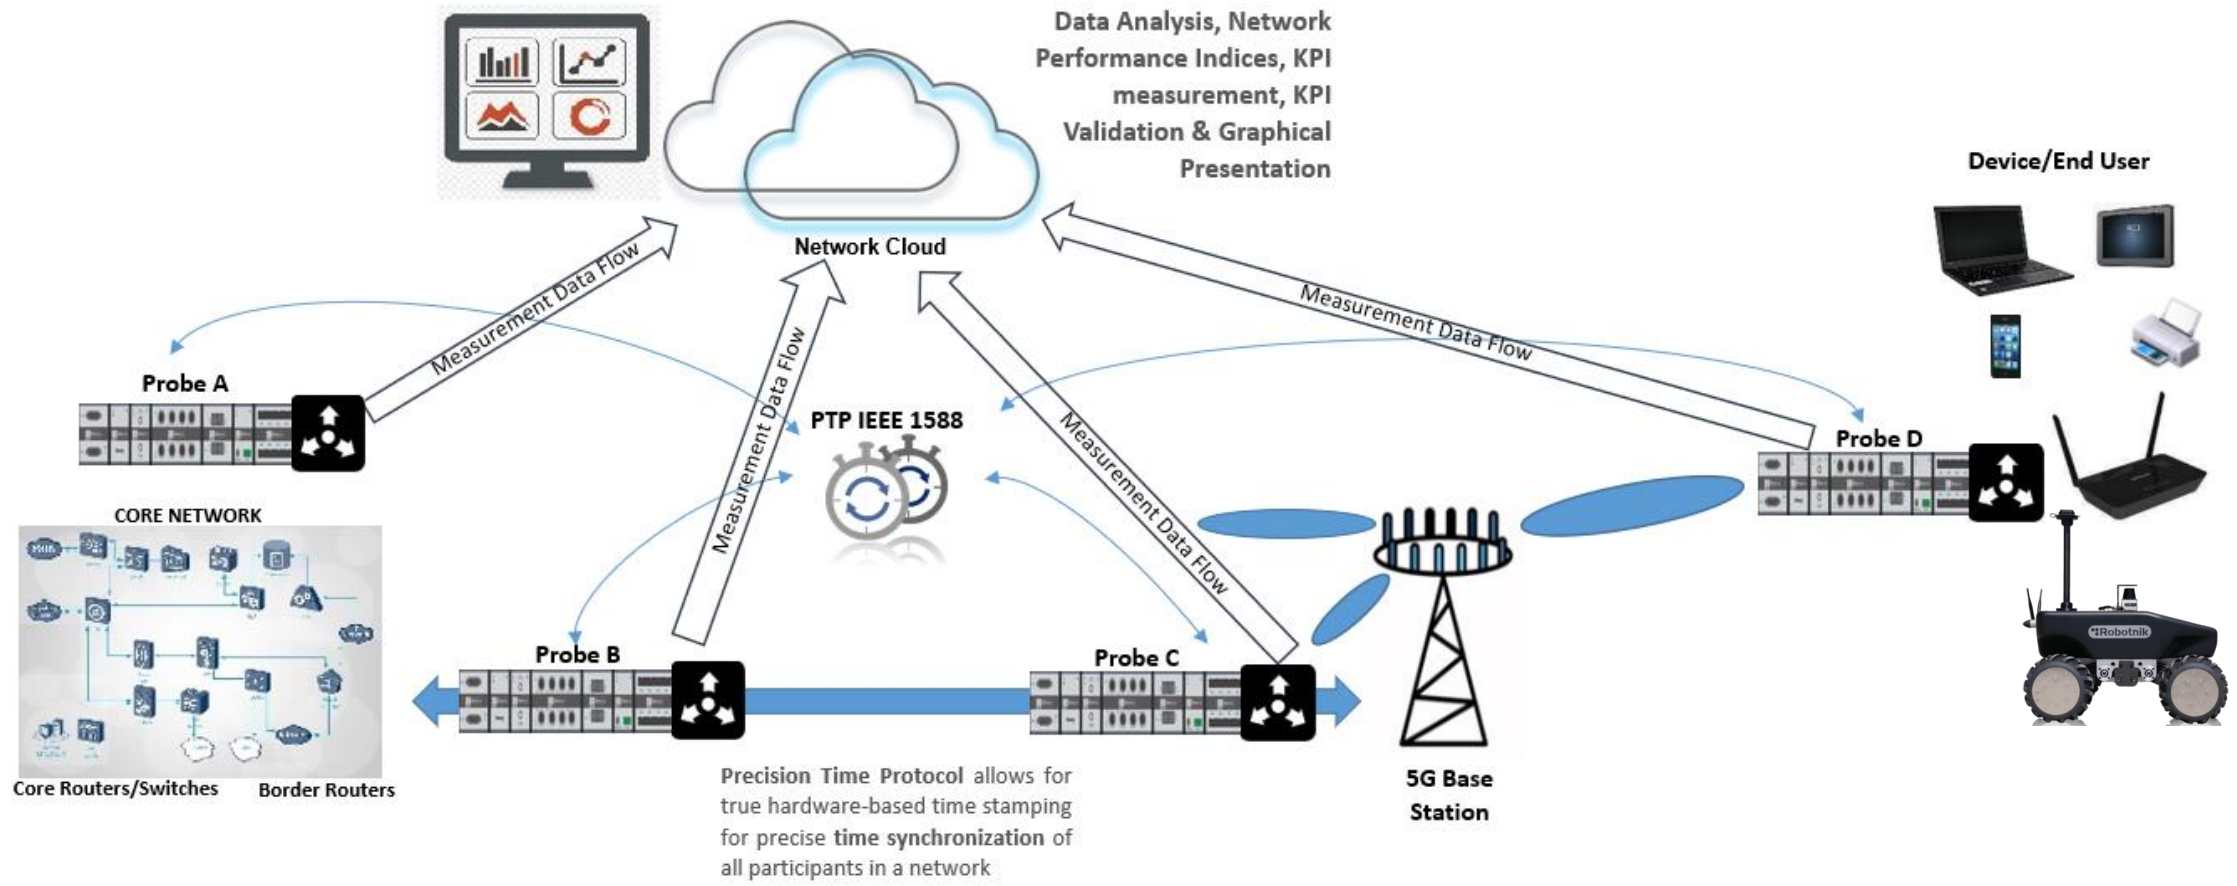 Data Analysis, Network
Performance Indices, KPI
measurement, KPI
Validation & Graphical
Presentation
Device/End User
Network Cloud
Measurement Data Flow
Measurement Data Flow
Measurement Data Flow
Measurement Data Flow
Probe A
PTP IEEE 1588
Probe D
CORE NETWORK
Robotnik
Probe B
Probe C
Core Routers/Switches
Border Routers
5G Base
Station
Precision Time Protocol allows for
true hardware-based time stamping
for precise time synchronization of
all participants in a network